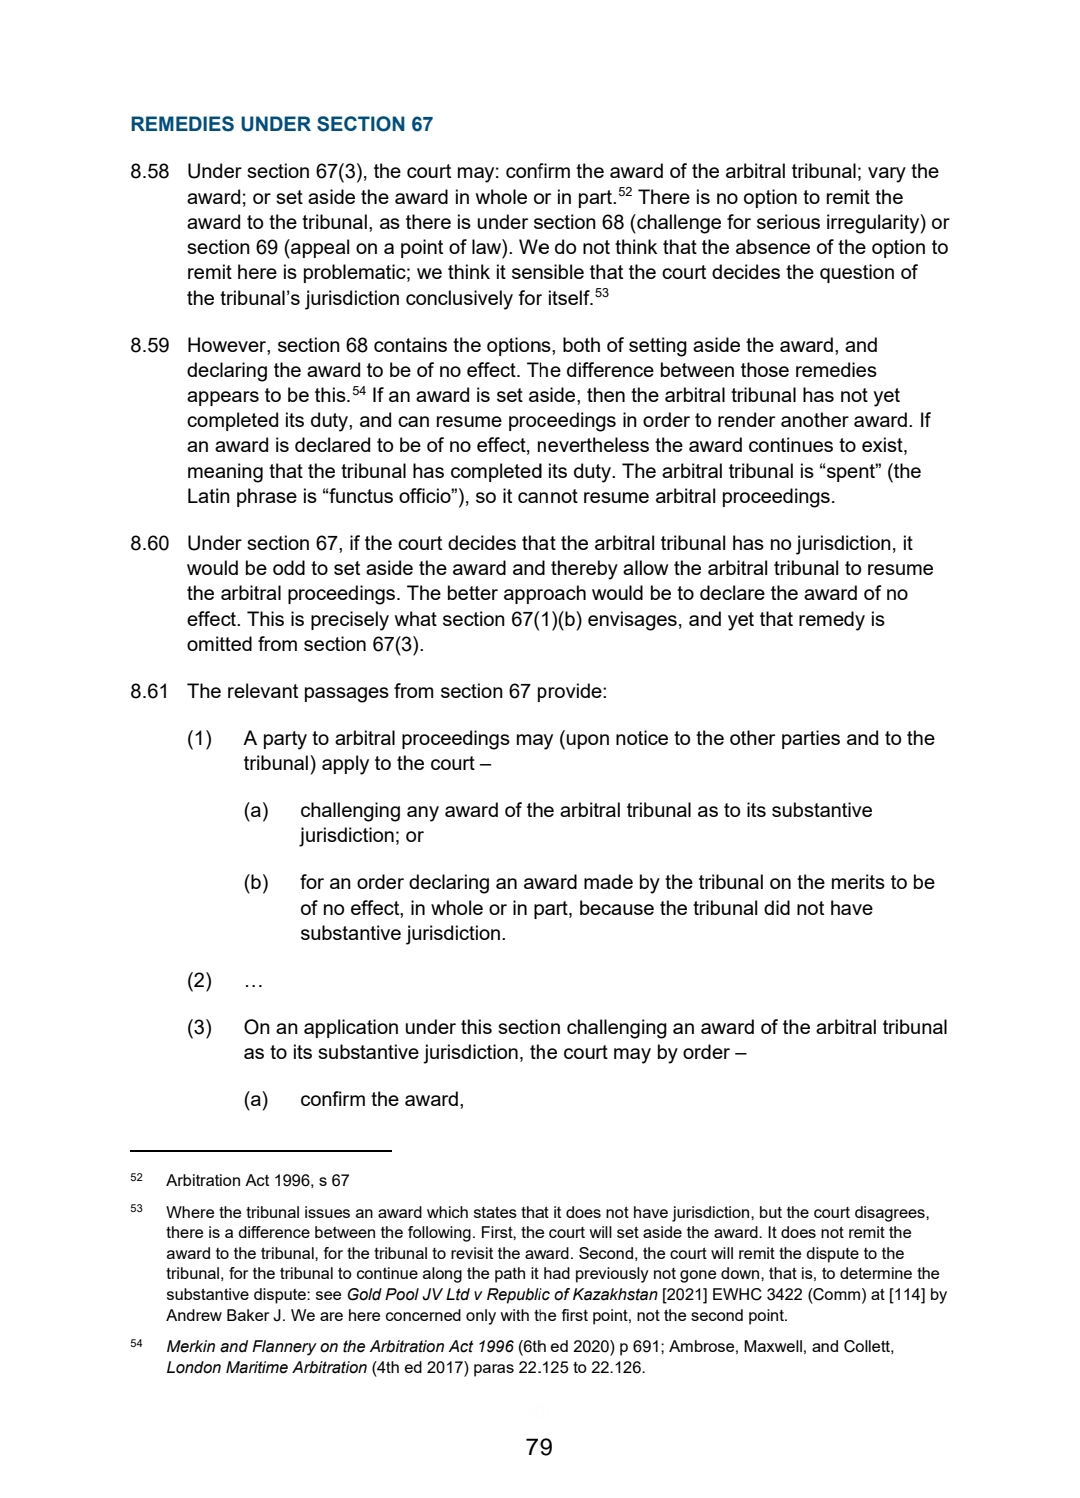 REMEDIES UNDER SECTION 67
8.58 Under section 67(3), the court may: confirm the award of the arbitral tribunal; vary the
award; or set aside the award in whole or in part.52 There is no option to remit the
award to the tribunal, as there is under section 68 (challenge for serious irregularity) or
section 69 (appeal on a point of law). We do not think that the absence of the option to
remit here is problematic; we think it sensible that the court decides the question of
the tribunal’s jurisdiction conclusively for itself.53
8.59 However, section 68 contains the options, both of setting aside the award, and
declaring the award to be of no effect. The difference between those remedies
appears to be this.54 If an award is set aside, then the arbitral tribunal has not yet
completed its duty, and can resume proceedings in order to render another award. If
an award is declared to be of no effect, nevertheless the award continues to exist,
meaning that the tribunal has completed its duty. The arbitral tribunal is “spent” (the
Latin phrase is “functus officio”), so it cannot resume arbitral proceedings.
8.60 Under section 67, if the court decides that the arbitral tribunal has no jurisdiction, it
would be odd to set aside the award and thereby allow the arbitral tribunal to resume
the arbitral proceedings. The better approach would be to declare the award of no
effect. This is precisely what section 67(1)(b) envisages, and yet that remedy is
omitted from section 67(3).
8.61 The relevant passages from section 67 provide:
(1) A party to arbitral proceedings may (upon notice to the other parties and to the
tribunal) apply to the court –
(a) challenging any award of the arbitral tribunal as to its substantive
jurisdiction; or
(b) for an order declaring an award made by the tribunal on the merits to be
of no effect, in whole or in part, because the tribunal did not have
substantive jurisdiction.
(2) …
(3) On an application under this section challenging an award of the arbitral tribunal
as to its substantive jurisdiction, the court may by order –
(a) confirm the award,
52 Arbitration Act 1996, s 67
53 Where the tribunal issues an award which states that it does not have jurisdiction, but the court disagrees,
there is a difference between the following. First, the court will set aside the award. It does not remit the
award to the tribunal, for the tribunal to revisit the award. Second, the court will remit the dispute to the
tribunal, for the tribunal to continue along the path it had previously not gone down, that is, to determine the
substantive dispute: see Gold Pool JV Ltd v Republic of Kazakhstan [2021] EWHC 3422 (Comm) at [114] by
Andrew Baker J. We are here concerned only with the first point, not the second point.
54 Merkin and Flannery on the Arbitration Act 1996 (6th ed 2020) p 691; Ambrose, Maxwell, and Collett,
London Maritime Arbitration (4th ed 2017) paras 22.125 to 22.126.
79